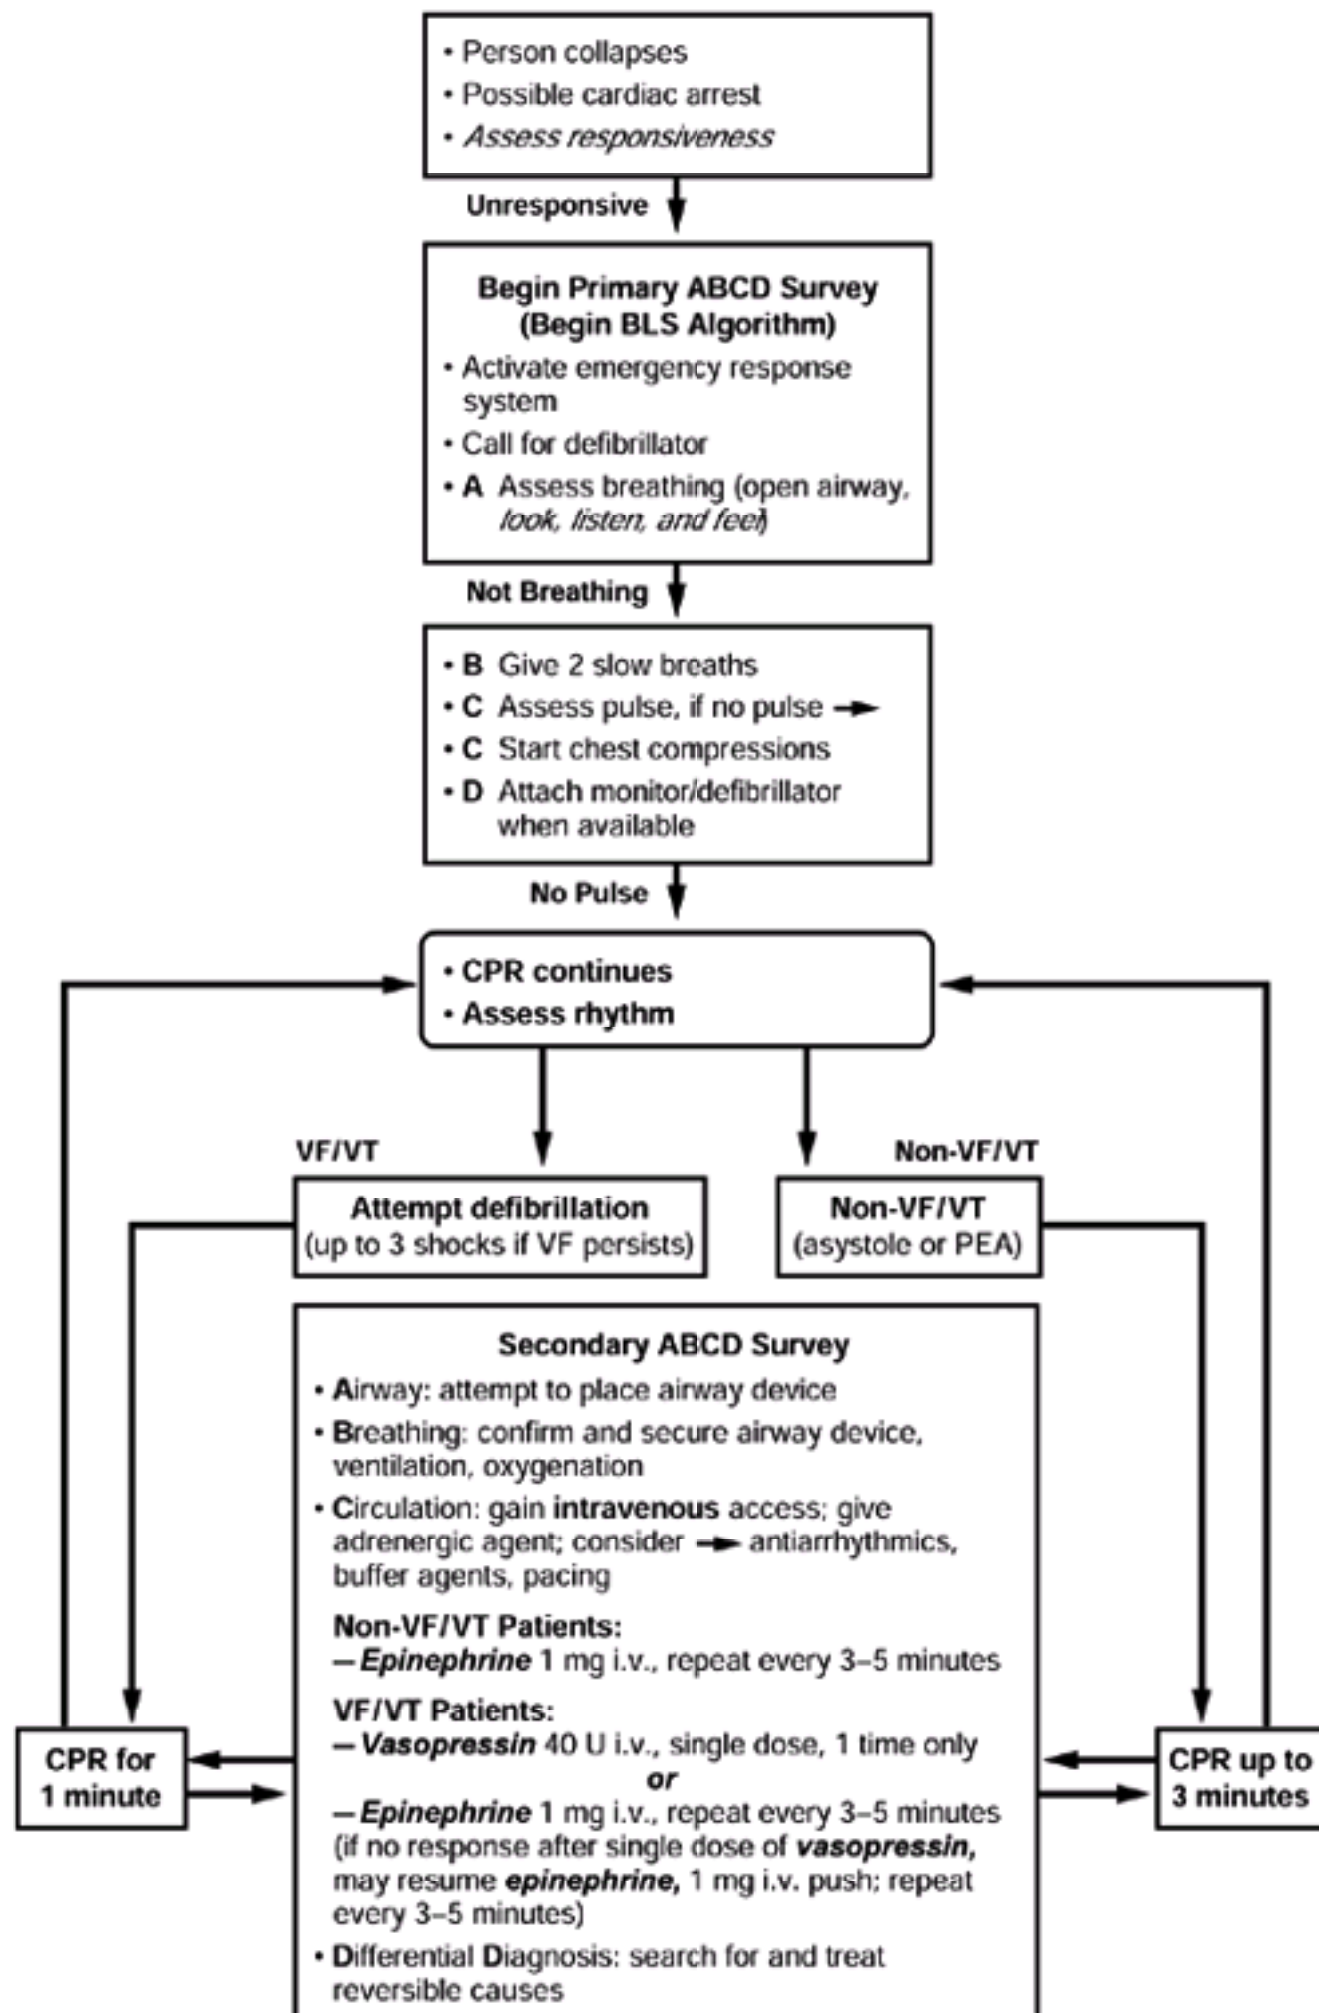 • Person collapses
• Possible cardiac arrest
• Assess responsiveness
Unresponsive
Begin Primary ABCD Survey
(Begin BLS Algorithm)
• Activate emergency response
system
• Call for defibrillator
• A Assess breathing (open airway,
look, listen, and feel)
Not Breathing
• B Give 2 slow breaths
• C Assess pulse, if no pulse →
• C Start chest compressions
• D Attach monitor/defibrillator
when available
No Pulse
• CPR continues
• Assess rhythm
VF/VT
Non-VF/VT
Attempt defibrillation
(up to 3 shocks if VF persists)
Non-VF/VT
(asystole or PEA)
Secondary ABCD Survey
• Airway: attempt to place airway device
• Breathing: confirm and secure airway device,
ventilation, oxygenation
• Circulation: gain intravenous access; give
adrenergic agent; consider → antiarrhythmics,
buffer agents, pacing
Non-VF/VT Patients:
—Epinephrine 1 mg i.v., repeat every 3–5 minutes
VF/VT Patients:
—Vasopressin 40 U i.v., single dose, 1 time only
or
—Epinephrine 1 mg i.v., repeat every 3–5 minutes
(if no response after single dose of vasopressin,
may resume epinephrine, 1 mg i.v. push; repeat
every 3–5 minutes)
• Differential Diagnosis: search for and treat
reversible causes
CPR for
1 minute
CPR up to
3 minutes